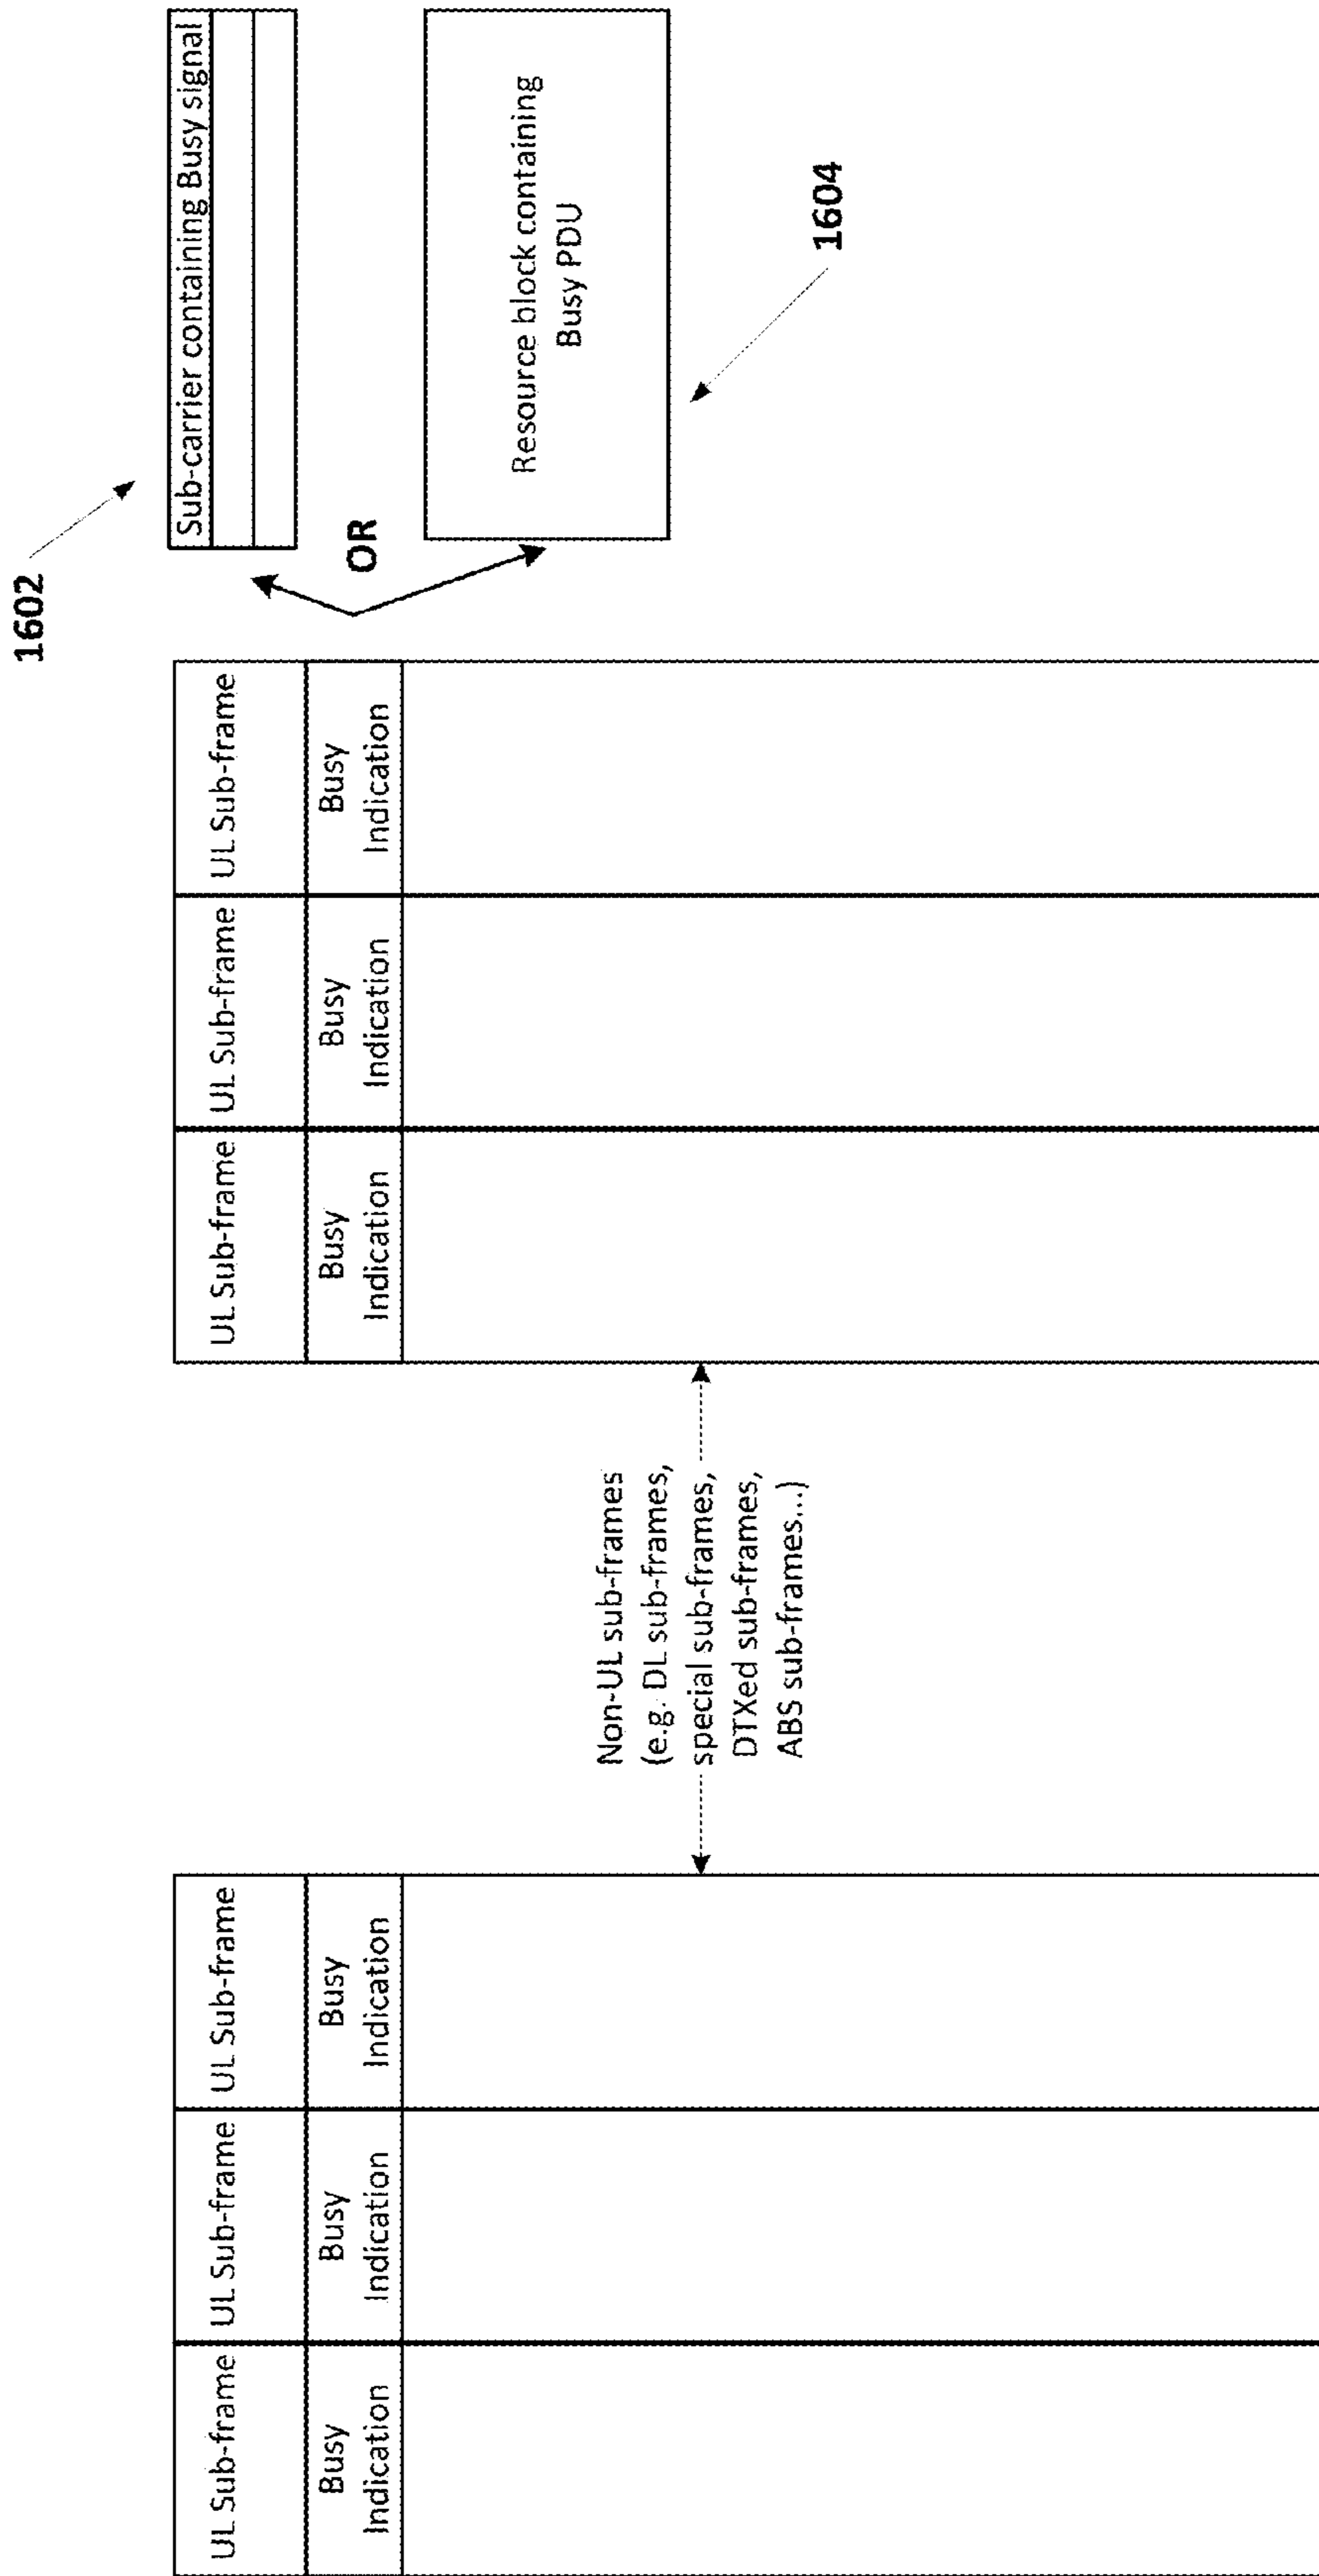 1602
Sub-carrier containing Busy signal
OR
Resource block containing
Busy PDU
1604
UL Sub-frame
UL Sub-frame
UL Sub-frame
UL Sub-frame
UL Sub-frame
UL Sub-frame
Busy
Indication
Busy
Indication
Busy
Indication
Busy
Indication
Busy
Indication
Busy
Indication
Non-UL sub-frames
(e.g. DL sub-frames,
special sub-frames,
DTXed sub-frames,
ABS sub-frames...)